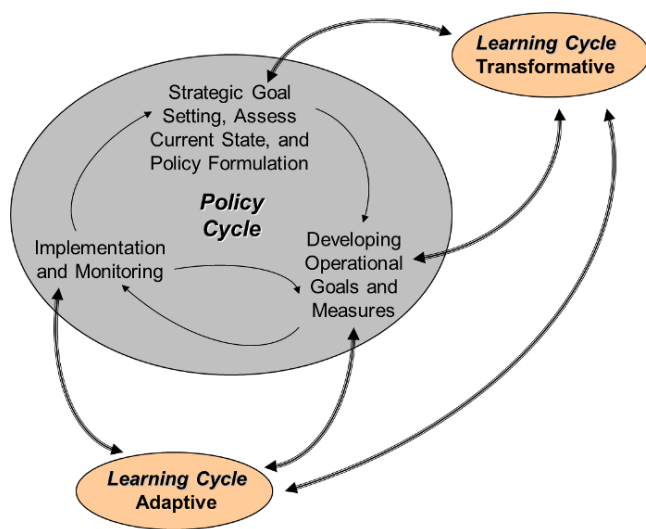 Learning Cycle
Transformative
Strategic Goal
Setting, Assess
Current State, and
Policy Formulation
Policy
Cycle
Implementation
and Monitoring
Developing
Operational
Goals and
Measures
Learning Cycle
Adaptive